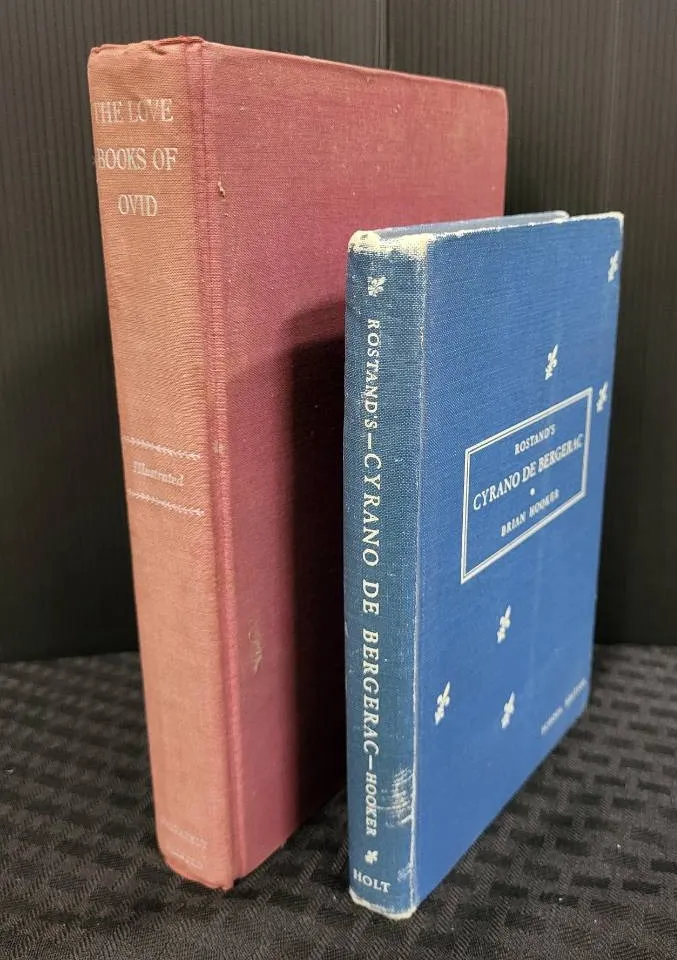 THE LOVE
BOOKS OF
OVID
Illustrated
ROSTAND'S—CYRANO DE BERGERAC—HOOKER
HOLT
ROSTAND'S
CYRANO DE BERGERAC
BRIAN HOOKER